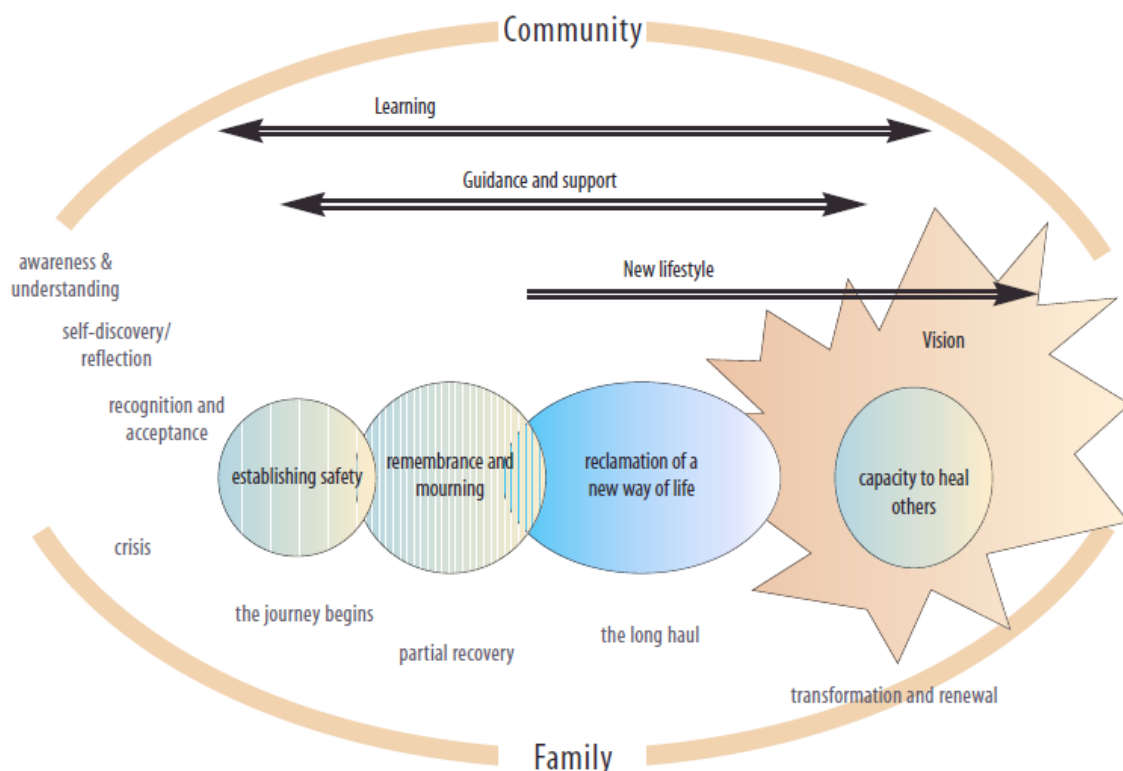 Community
Learning
Guidance and support
awareness &
understanding
New lifestyle
self-discovery/
reflection
Vision
recognition and
acceptance
establishing safety
remembrance and
mourning
reclamation of a
new way of life
capacity to heal
others
crisis
the journey begins
partial recovery
the long haul
transformation and renewal
Family